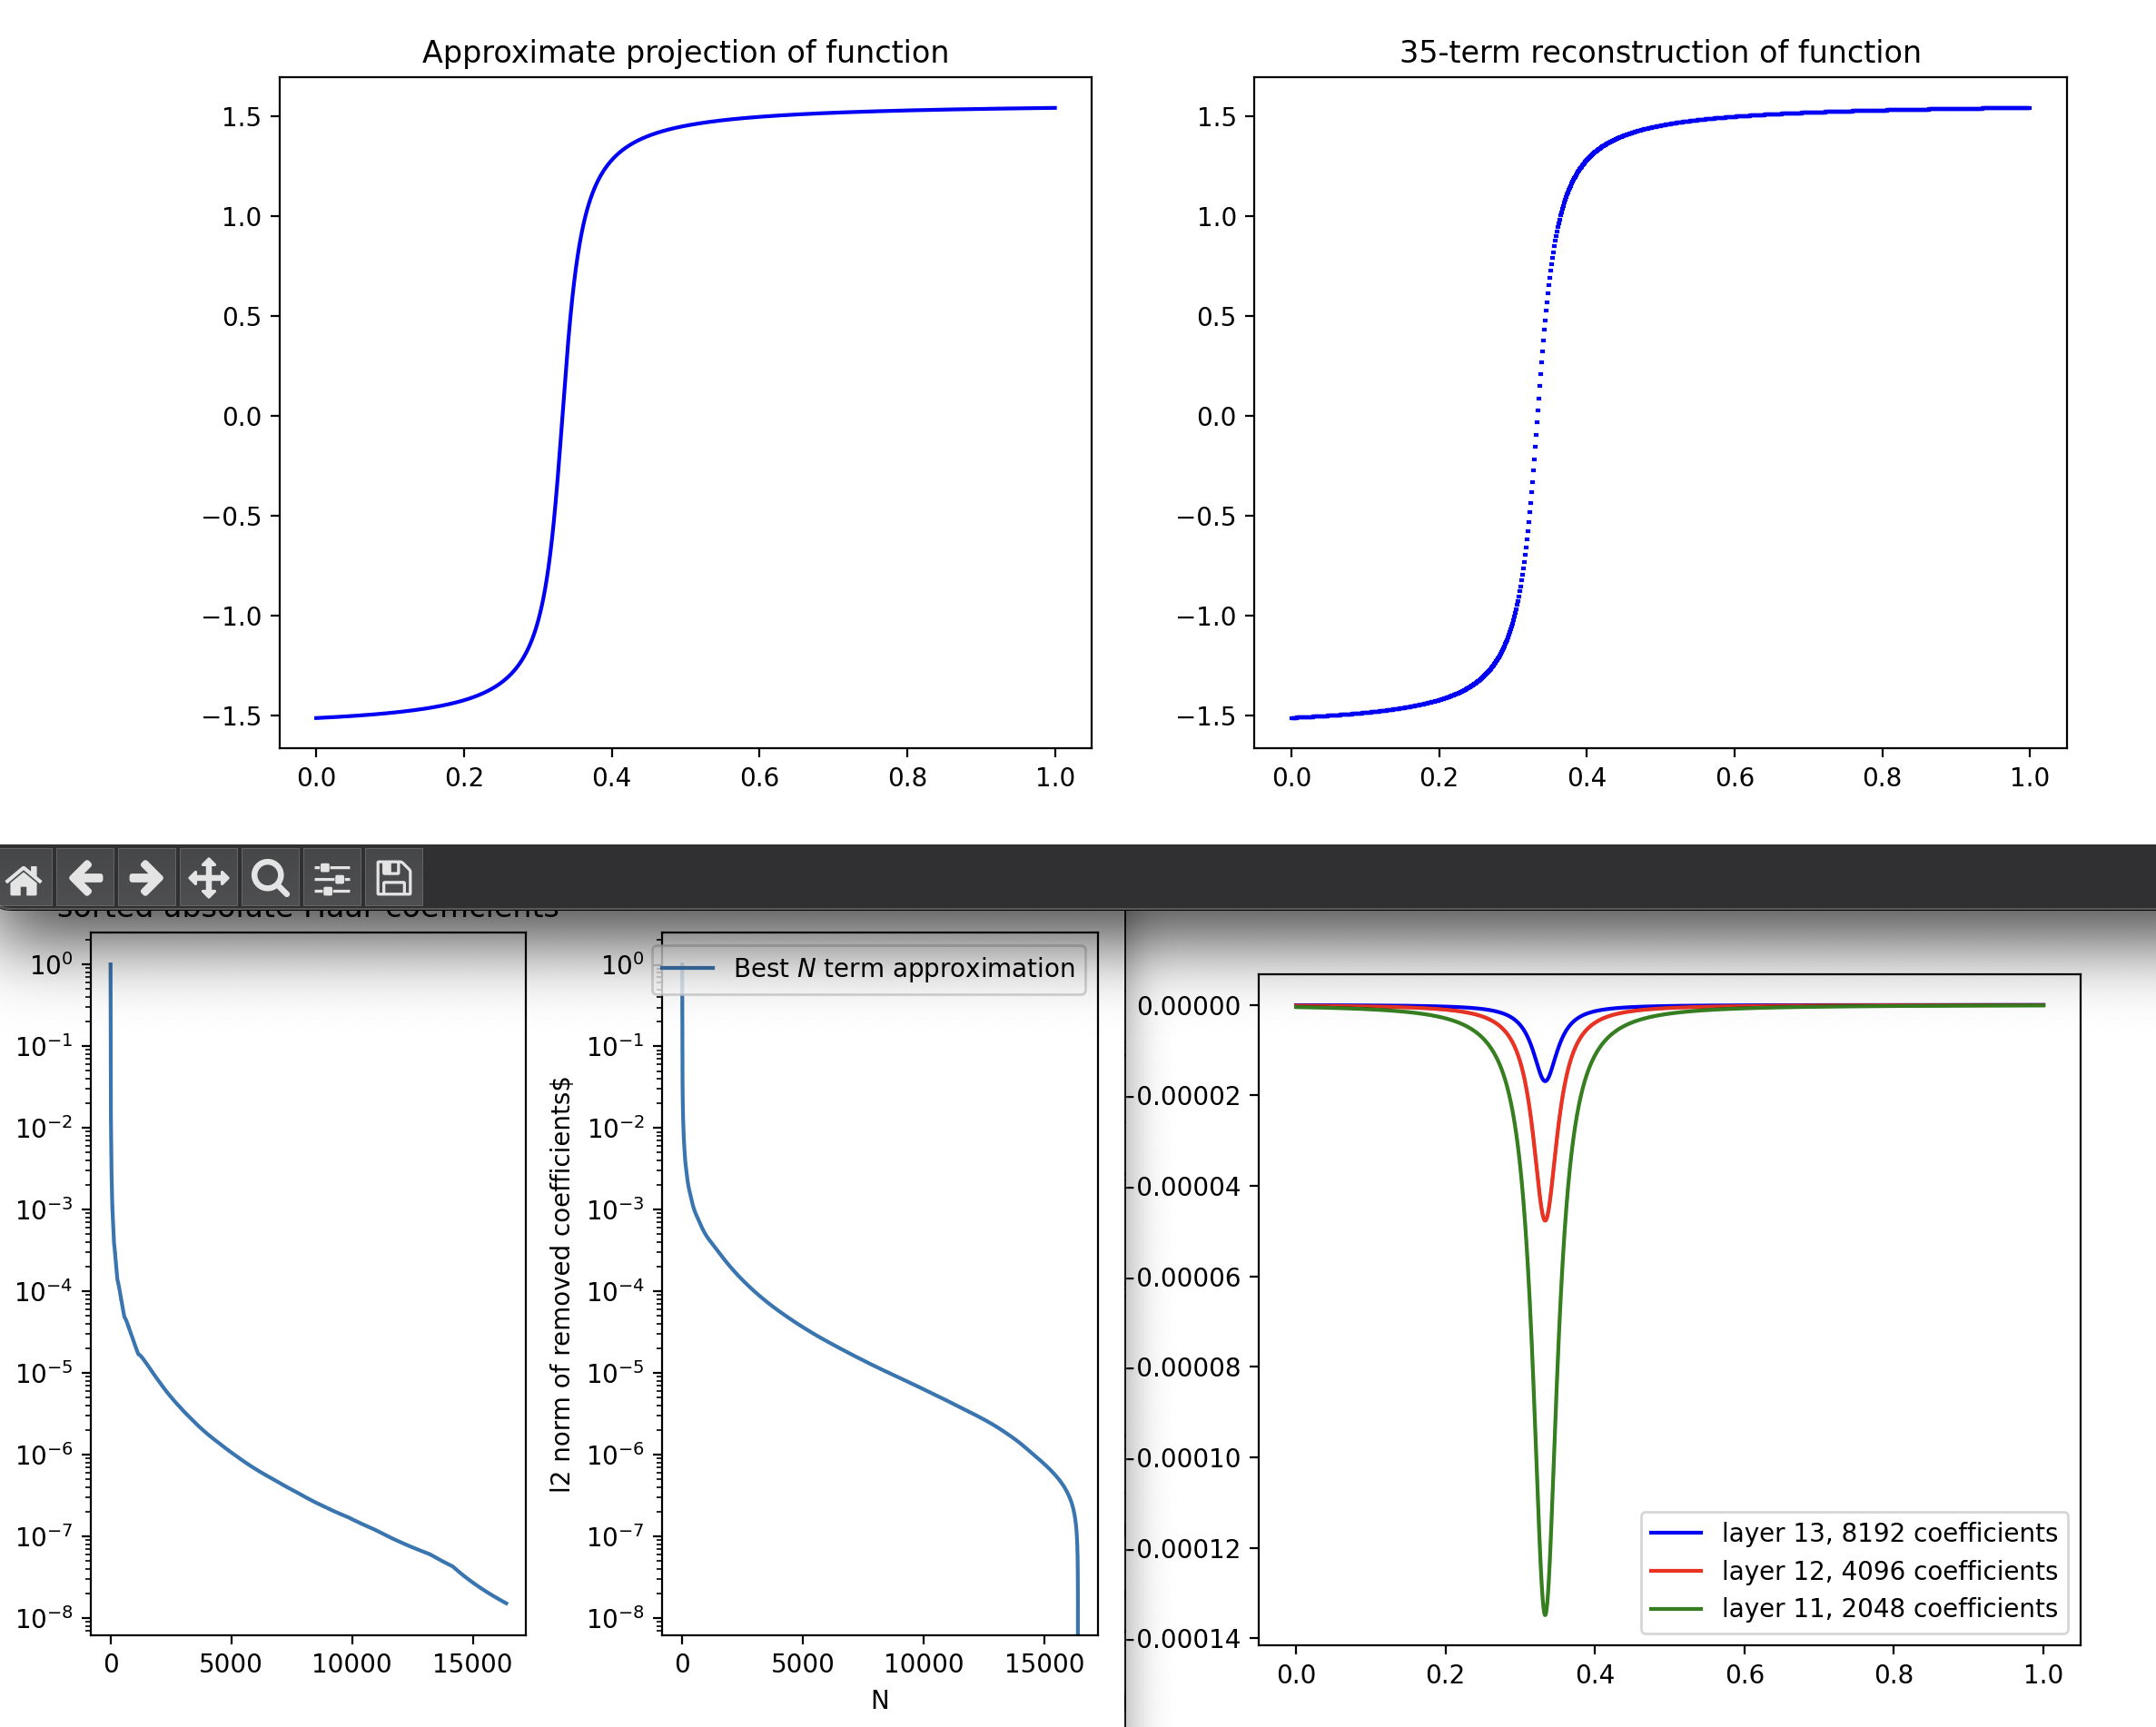 Approximate projection of function
1.5
1.0
0.5
0.0
−0.5
−1.0
−1.5
0.0 0.2 0.4 0.6 0.8 1.0
35-term reconstruction of function
1.5
1.0
0.5
0.0
−0.5
−1.0
−1.5
0.0 0.2 0.4 0.6 0.8 1.0
sorted absolute Haar coefficients
10⁰
10⁻¹
10⁻²
10⁻³
10⁻⁴
10⁻⁵
10⁻⁶
10⁻⁷
10⁻⁸
0 5000 10000 15000
l2 norm of removed coefficients$
10⁰
10⁻¹
10⁻²
10⁻³
10⁻⁴
10⁻⁵
10⁻⁶
10⁻⁷
10⁻⁸
Best N term approximation
0 5000 10000 15000
N
0.00000
−0.00002
−0.00004
−0.00006
−0.00008
−0.00010
−0.00012
−0.00014
layer 13, 8192 coefficients
layer 12, 4096 coefficients
layer 11, 2048 coefficients
0.0 0.2 0.4 0.6 0.8 1.0